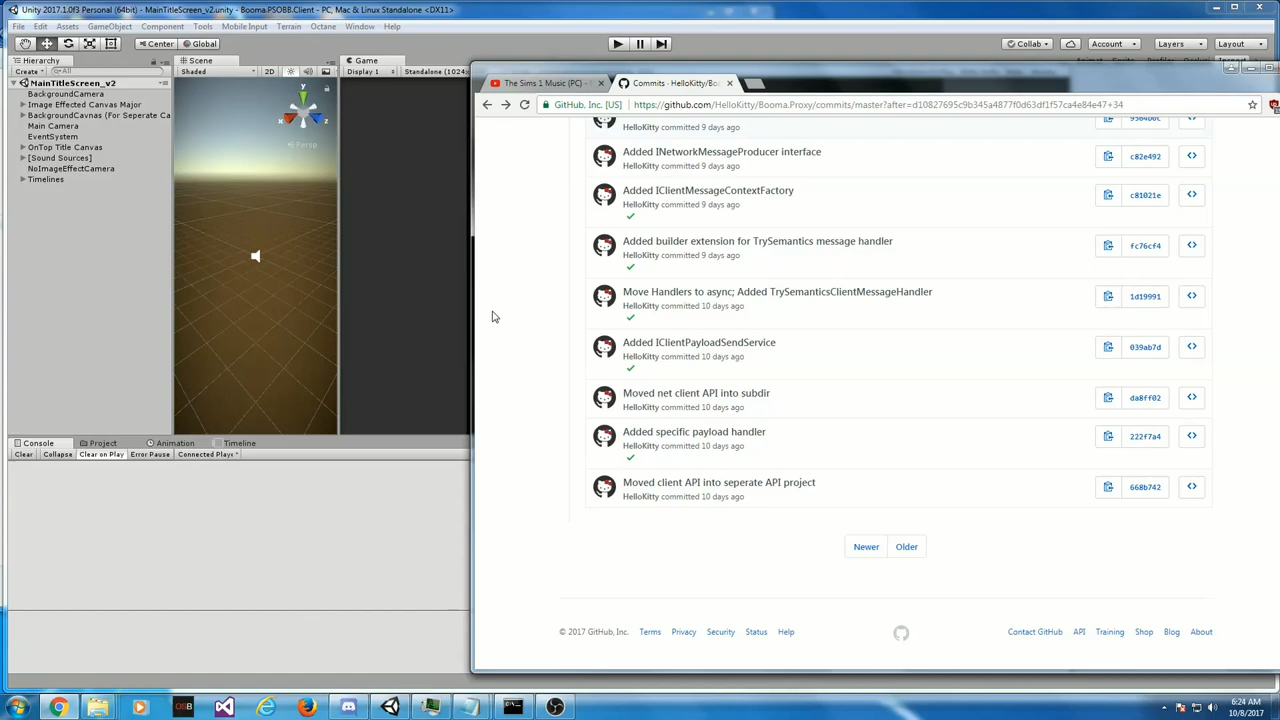 Unity 2017.1.0f3 Personal (64bit) - MainTitleScreen_v2.unity - Booma.PSOBB.Client - PC, Mac & Linux Standalone <DX11>
File Edit Assets GameObject Component Tools Mobile Input Terrain Octane Window Help
Center Global Collab Account Layers Layout
Hierarchy Scene Game
Create All Shaded 2D Display 1 Standalone (1024x
MainTitleScreen_v2
BackgroundCamera
Image Effected Canvas Major
BackgroundCavnas (For Seperate Ca
Main Camera
EventSystem
OnTop Title Canvas
[Sound Sources]
NoImageEffectCamera
Timelines
Persp
y
x
z
Console Project Animation Timeline
Clear Collapse Clear on Play Error Pause Connected Playe
The Sims 1 Music (PC) - Commits · HelloKitty/Boo
GitHub, Inc. [US] https://github.com/HelloKitty/Booma.Proxy/commits/master?after=d10827695c9b345a4877f0d63df1f57ca4e84e47+34
HelloKitty committed 9 days ago
Added INetworkMessageProducer interface
HelloKitty committed 9 days ago
c82e492
Added IClientMessageContextFactory
HelloKitty committed 9 days ago
c81021e
Added builder extension for TrySemantics message handler
HelloKitty committed 9 days ago
fc76cf4
Move Handlers to async; Added TrySemanticsClientMessageHandler
HelloKitty committed 10 days ago
1d19991
Added IClientPayloadSendService
HelloKitty committed 10 days ago
039ab7d
Moved net client API into subdir
HelloKitty committed 10 days ago
da8ff02
Added specific payload handler
HelloKitty committed 10 days ago
222f7a4
Moved client API into seperate API project
HelloKitty committed 10 days ago
668b742
Newer Older
© 2017 GitHub, Inc. Terms Privacy Security Status Help Contact GitHub API Training Shop Blog About
OSB
6:24 AM
10/8/2017